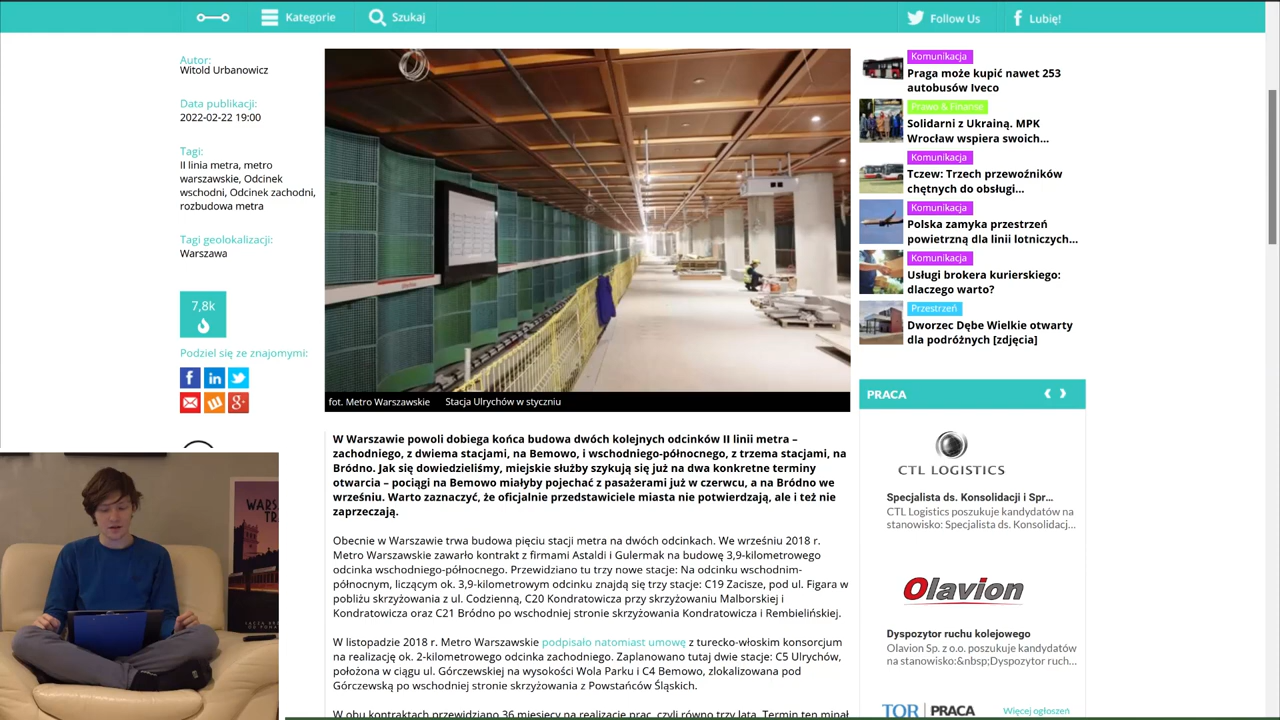 Kategorie
Szukaj
Follow Us
Lubię!
Autor:
Witold Urbanowicz
Data publikacji:
2022-02-22 19:00
Tagi:
II linia metra, metro
warszawskie, Odcinek
wschodni, Odcinek zachodni,
rozbudowa metra
Tagi geolokalizacji:
Warszawa
7,8k
Podziel się ze znajomymi:
fot. Metro Warszawskie Stacja Ulrychów w styczniu
W Warszawie powoli dobiega końca budowa dwóch kolejnych odcinków II linii metra –
zachodniego, z dwiema stacjami, na Bemowo, i wschodniego-północnego, z trzema stacjami, na
Bródno. Jak się dowiedzieliśmy, miejskie służby szykują się już na dwa konkretne terminy
otwarcia – pociągi na Bemowo miałyby pojechać z pasażerami już w czerwcu, a na Bródno we
wrześniu. Warto zaznaczyć, że oficjalnie przedstawiciele miasta nie potwierdzają, ale i też nie
zaprzeczają.
Obecnie w Warszawie trwa budowa pięciu stacji metra na dwóch odcinkach. We wrześniu 2018 r.
Metro Warszawskie zawarło kontrakt z firmami Astaldi i Gulermak na budowę 3,9-kilometrowego
odcinka wschodniego-północnego. Przewidziano tu trzy nowe stacje: Na odcinku wschodnim-
północnym, liczącym ok. 3,9-kilometrowym odcinku znajdą się trzy stacje: C19 Zacisze, pod ul. Figara w
pobliżu skrzyżowania z ul. Codzienną, C20 Kondratowicza przy skrzyżowaniu Malborskiej i
Kondratowicza oraz C21 Bródno po wschodniej stronie skrzyżowania Kondratowicza i Rembielińskiej.
W listopadzie 2018 r. Metro Warszawskie podpisało natomiast umowę z turecko-włoskim konsorcjum
na realizację ok. 2-kilometrowego odcinka zachodniego. Zaplanowano tutaj dwie stacje: C5 Ulrychów,
położona w ciągu ul. Górczewskiej na wysokości Wola Parku i C4 Bemowo, zlokalizowana pod
Górczewską po wschodniej stronie skrzyżowania z Powstańców Śląskich.
W obu kontraktach przewidziano 36 miesięcy na realizację prac, czyli równo trzy lata. Termin ten minął
Komunikacja
Praga może kupić nawet 253
autobusów Iveco
Prawo & Finanse
Solidarni z Ukrainą. MPK
Wrocław wspiera swoich...
Komunikacja
Tczew: Trzech przewoźników
chętnych do obsługi...
Komunikacja
Polska zamyka przestrzeń
powietrzną dla linii lotniczych...
Komunikacja
Usługi brokera kurierskiego:
dlaczego warto?
Przestrzeń
Dworzec Dębe Wielkie otwarty
dla podróżnych [zdjęcia]
PRACA
CTL LOGISTICS
Specjalista ds. Konsolidacji i Spr...
CTL Logistics poszukuje kandydatów na
stanowisko: Specjalista ds. Konsolidacj...
Olavion
Dyspozytor ruchu kolejowego
Olavion Sp. z o.o. poszukuje kandydatów
na stanowisko:&nbsp;Dyspozytor ruch...
TOR PRACA
Więcej ogłoszeń